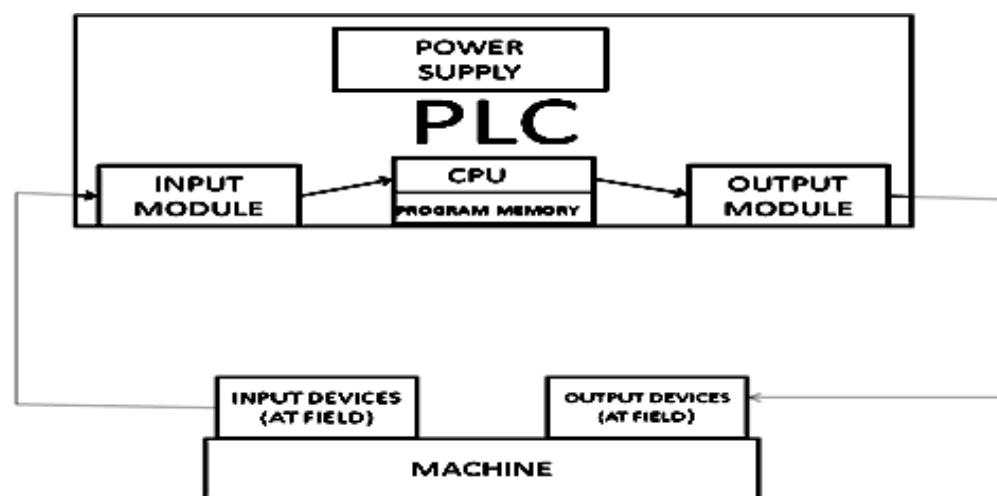 POWER
SUPPLY
PLC
INPUT
MODULE
CPU
PROGRAM MEMORY
OUTPUT
MODULE
INPUT DEVICES
(AT FIELD)
OUTPUT DEVICES
(AT FIELD)
MACHINE